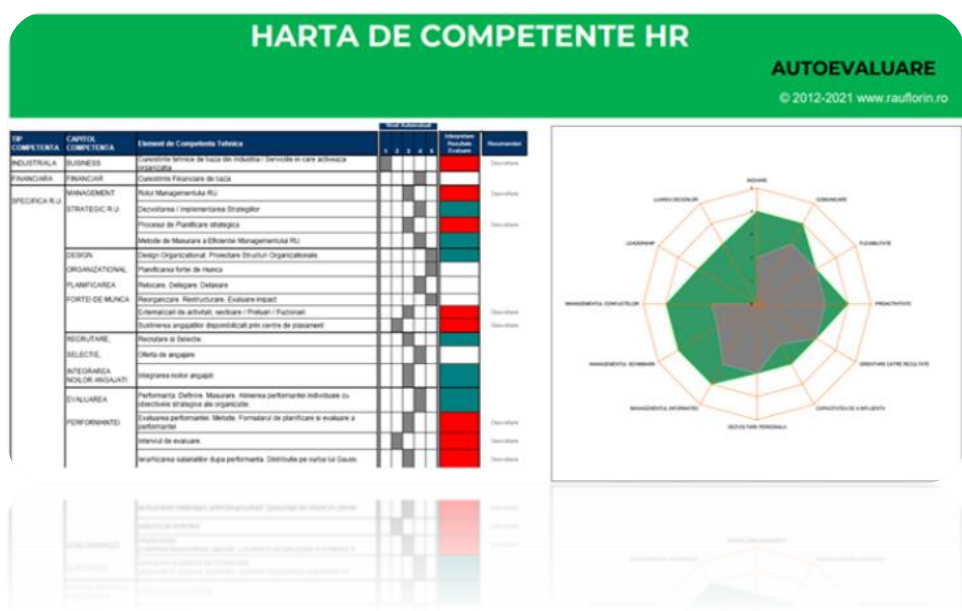 HARTA DE COMPETENTE HR
AUTOEVALUARE
© 2012-2021 www.rauflorin.ro
Nivel Autoevaluat
TIP COMPETENTA
CAPITOL COMPETENTA
Element de Competenta Tehnica
1 2 3 4 5
Interpretare Rezultate Evaluare
Recomandari
INDUSTRIALA
BUSINESS
Cunostinte tehnice de baza din Industria / Serviciile in care activeaza
organizatia
Dezvoltare
FINANCIARA
FINANCIAR
Cunostinte Financiare de baza
SPECIFICA R.U.
MANAGEMENT
Rolul Managementului RU
Dezvoltare
STRATEGIC R.U.
Dezvoltarea / Implementarea Strategiilor
Procesul de Planificare strategica
Dezvoltare
Metode de Masurare a Eficientei Managementului RU
DESIGN
Design Organizational. Proiectare Structuri Organizationale
ORGANIZATIONAL,
Planificarea fortei de munca
PLANIFICAREA
Relocare. Delegare. Detasare
FORTEI DE MUNCA
Reorganizare. Restructurare. Evaluare impact
Externalizari de activitati, sectoare / Preluari / Fuzionari
Dezvoltare
Sustinerea angajatilor disponibilizati prin centre de plasament
Dezvoltare
RECRUTARE,
Recrutare si Selectie
SELECTIE,
Oferta de angajare
INTEGRAREA
NOILOR ANGAJATI
Integrarea noilor angajati
EVALUAREA
Performanta. Definire. Masurare. Alinierea performantei individuale cu
obiectivele strategice ale organizatiei
PERFORMANTEI
Evaluarea performantei. Metode. Formularul de planificare si evaluare a
performantei
Dezvoltare
Interviul de evaluare.
Dezvoltare
Ierarhizarea salariatilor dupa performanta. Distributie pe curba lui Gauss.
Dezvoltare
COMUNICARE
FLEXIBILITATE
PROACTIVITATE
ORIENTARE CATRE REZULTATE
CAPACITATEA DE A INFLUENTA
DEZVOLTARE PERSONALA
MANAGEMENTUL INFORMATIEI
MANAGEMENTUL SCHIMBARII
MANAGEMENTUL CONFLICTELOR
LEADERSHIP
LUAREA DECIZIILOR